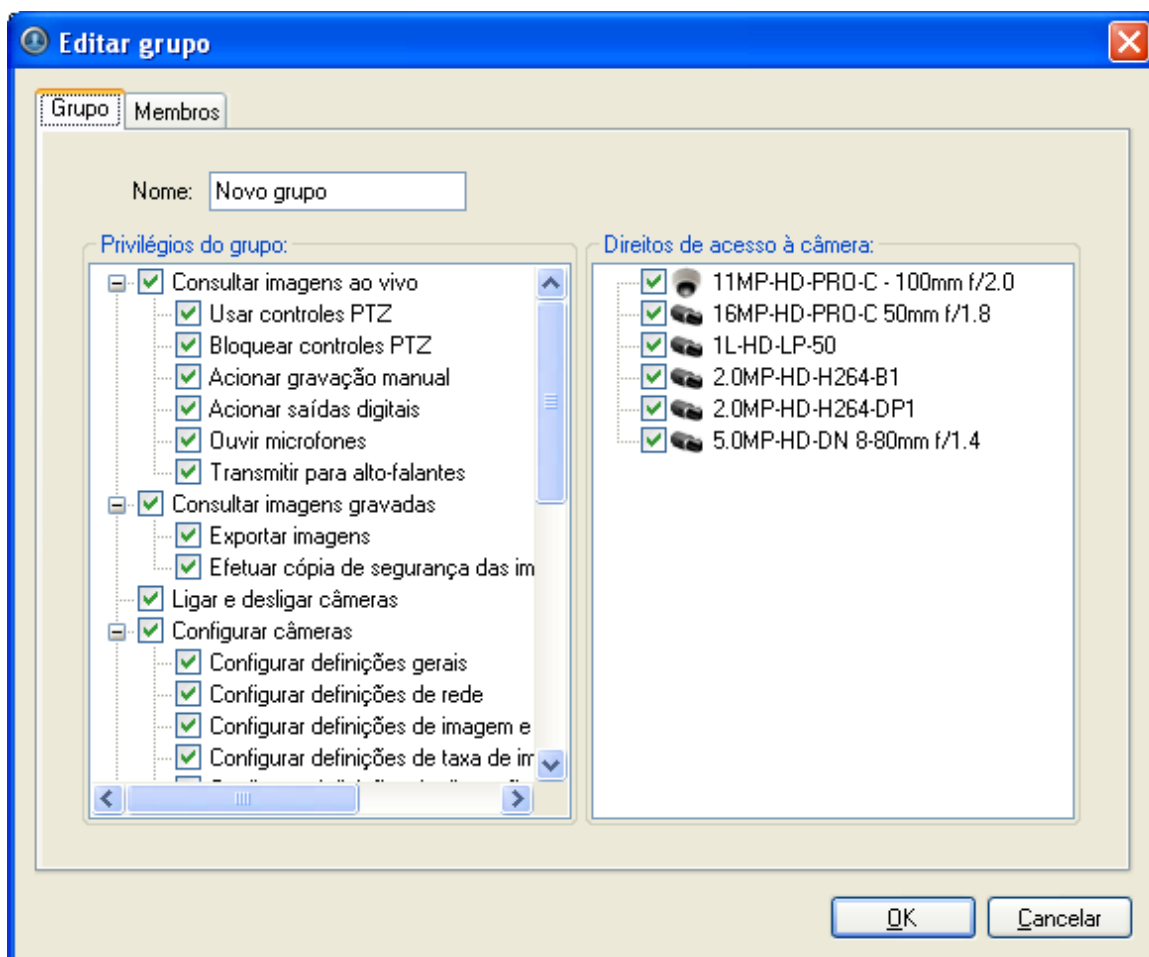 Editar grupo
Grupo
Membros
Nome:
Novo grupo
Privilégios do grupo:
Consultar imagens ao vivo
Usar controles PTZ
Bloquear controles PTZ
Acionar gravação manual
Acionar saídas digitais
Ouvir microfones
Transmitir para alto-falantes
Consultar imagens gravadas
Exportar imagens
Efetuar cópia de segurança das im
Ligar e desligar câmeras
Configurar câmeras
Configurar definições gerais
Configurar definições de rede
Configurar definições de imagem e
Configurar definições de taxa de im
Direitos de acesso à câmera:
11MP-HD-PRO-C - 100mm f/2.0
16MP-HD-PRO-C 50mm f/1.8
1L-HD-LP-50
2.0MP-HD-H264-B1
2.0MP-HD-H264-DP1
5.0MP-HD-DN 8-80mm f/1.4
OK
Cancelar